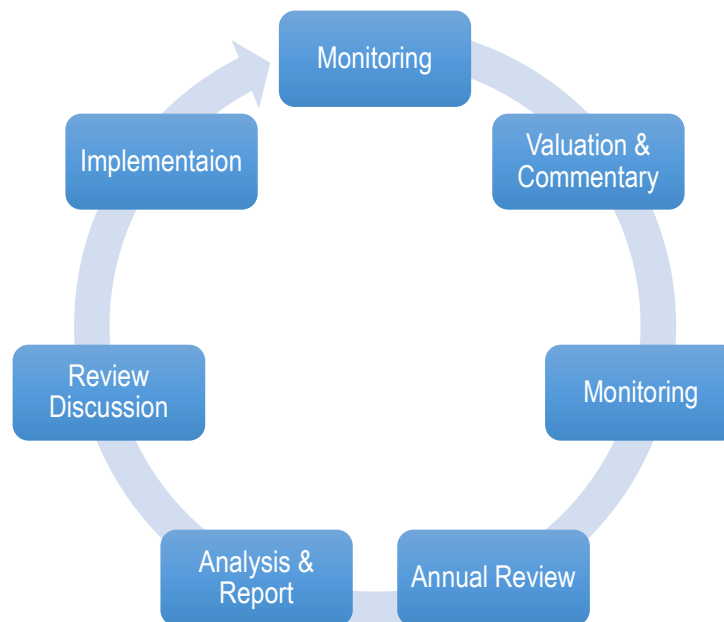 Monitoring
Valuation &
Commentary
Monitoring
Annual Review
Analysis &
Report
Review
Discussion
Implementaion